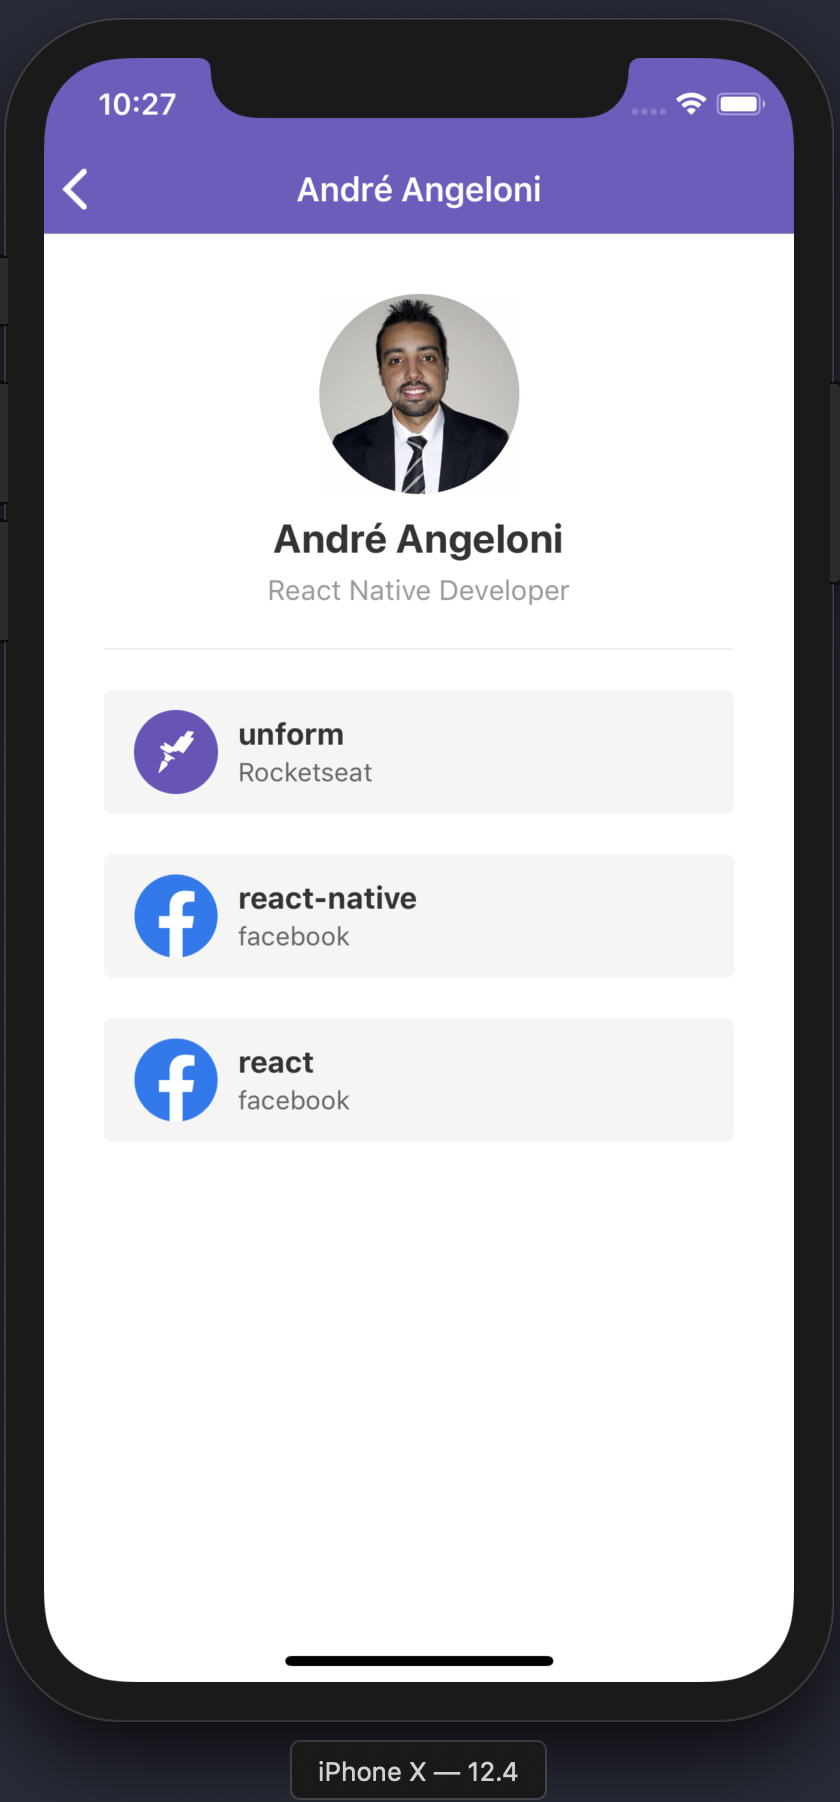 10:27
André Angeloni
André Angeloni
React Native Developer
unform
Rocketseat
react-native
facebook
react
facebook
iPhone X — 12.4